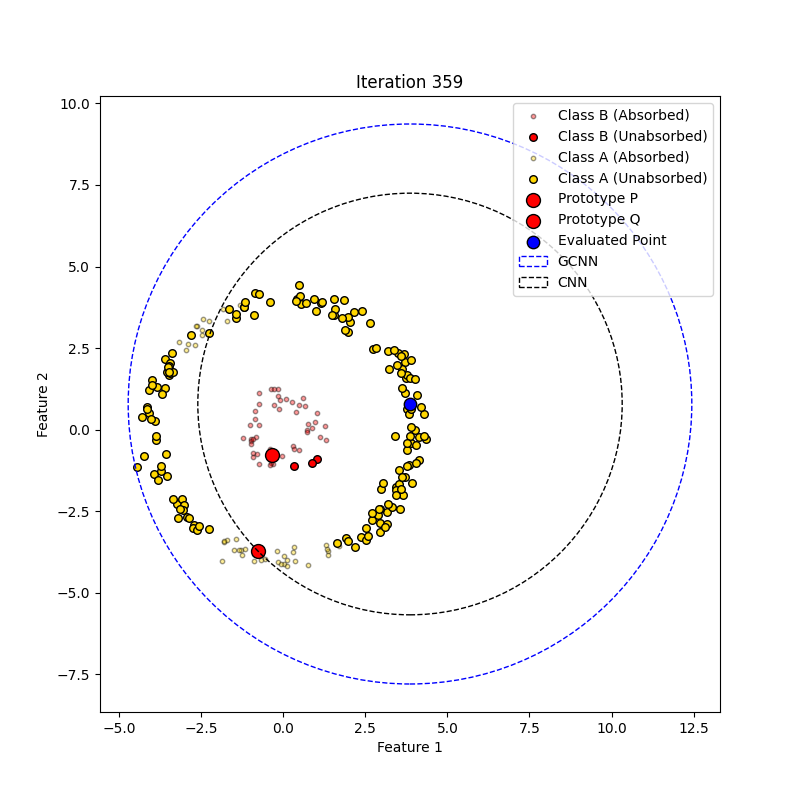 Iteration 359
10.0
7.5
5.0
2.5
0.0
−2.5
−5.0
−7.5
Feature 2
Class B (Absorbed)
Class B (Unabsorbed)
Class A (Absorbed)
Class A (Unabsorbed)
Prototype P
Prototype Q
Evaluated Point
GCNN
CNN
−5.0 −2.5 0.0 2.5 5.0 7.5 10.0 12.5
Feature 1